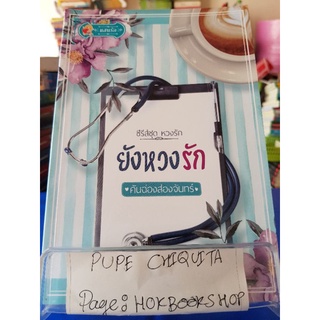 ซีรีส์ชุด หวงรัก
ยังหวงรัก
คันฉ่องส่องจันทร์
PUPE CHIQUITA
Page: HOKBOOKSHOP